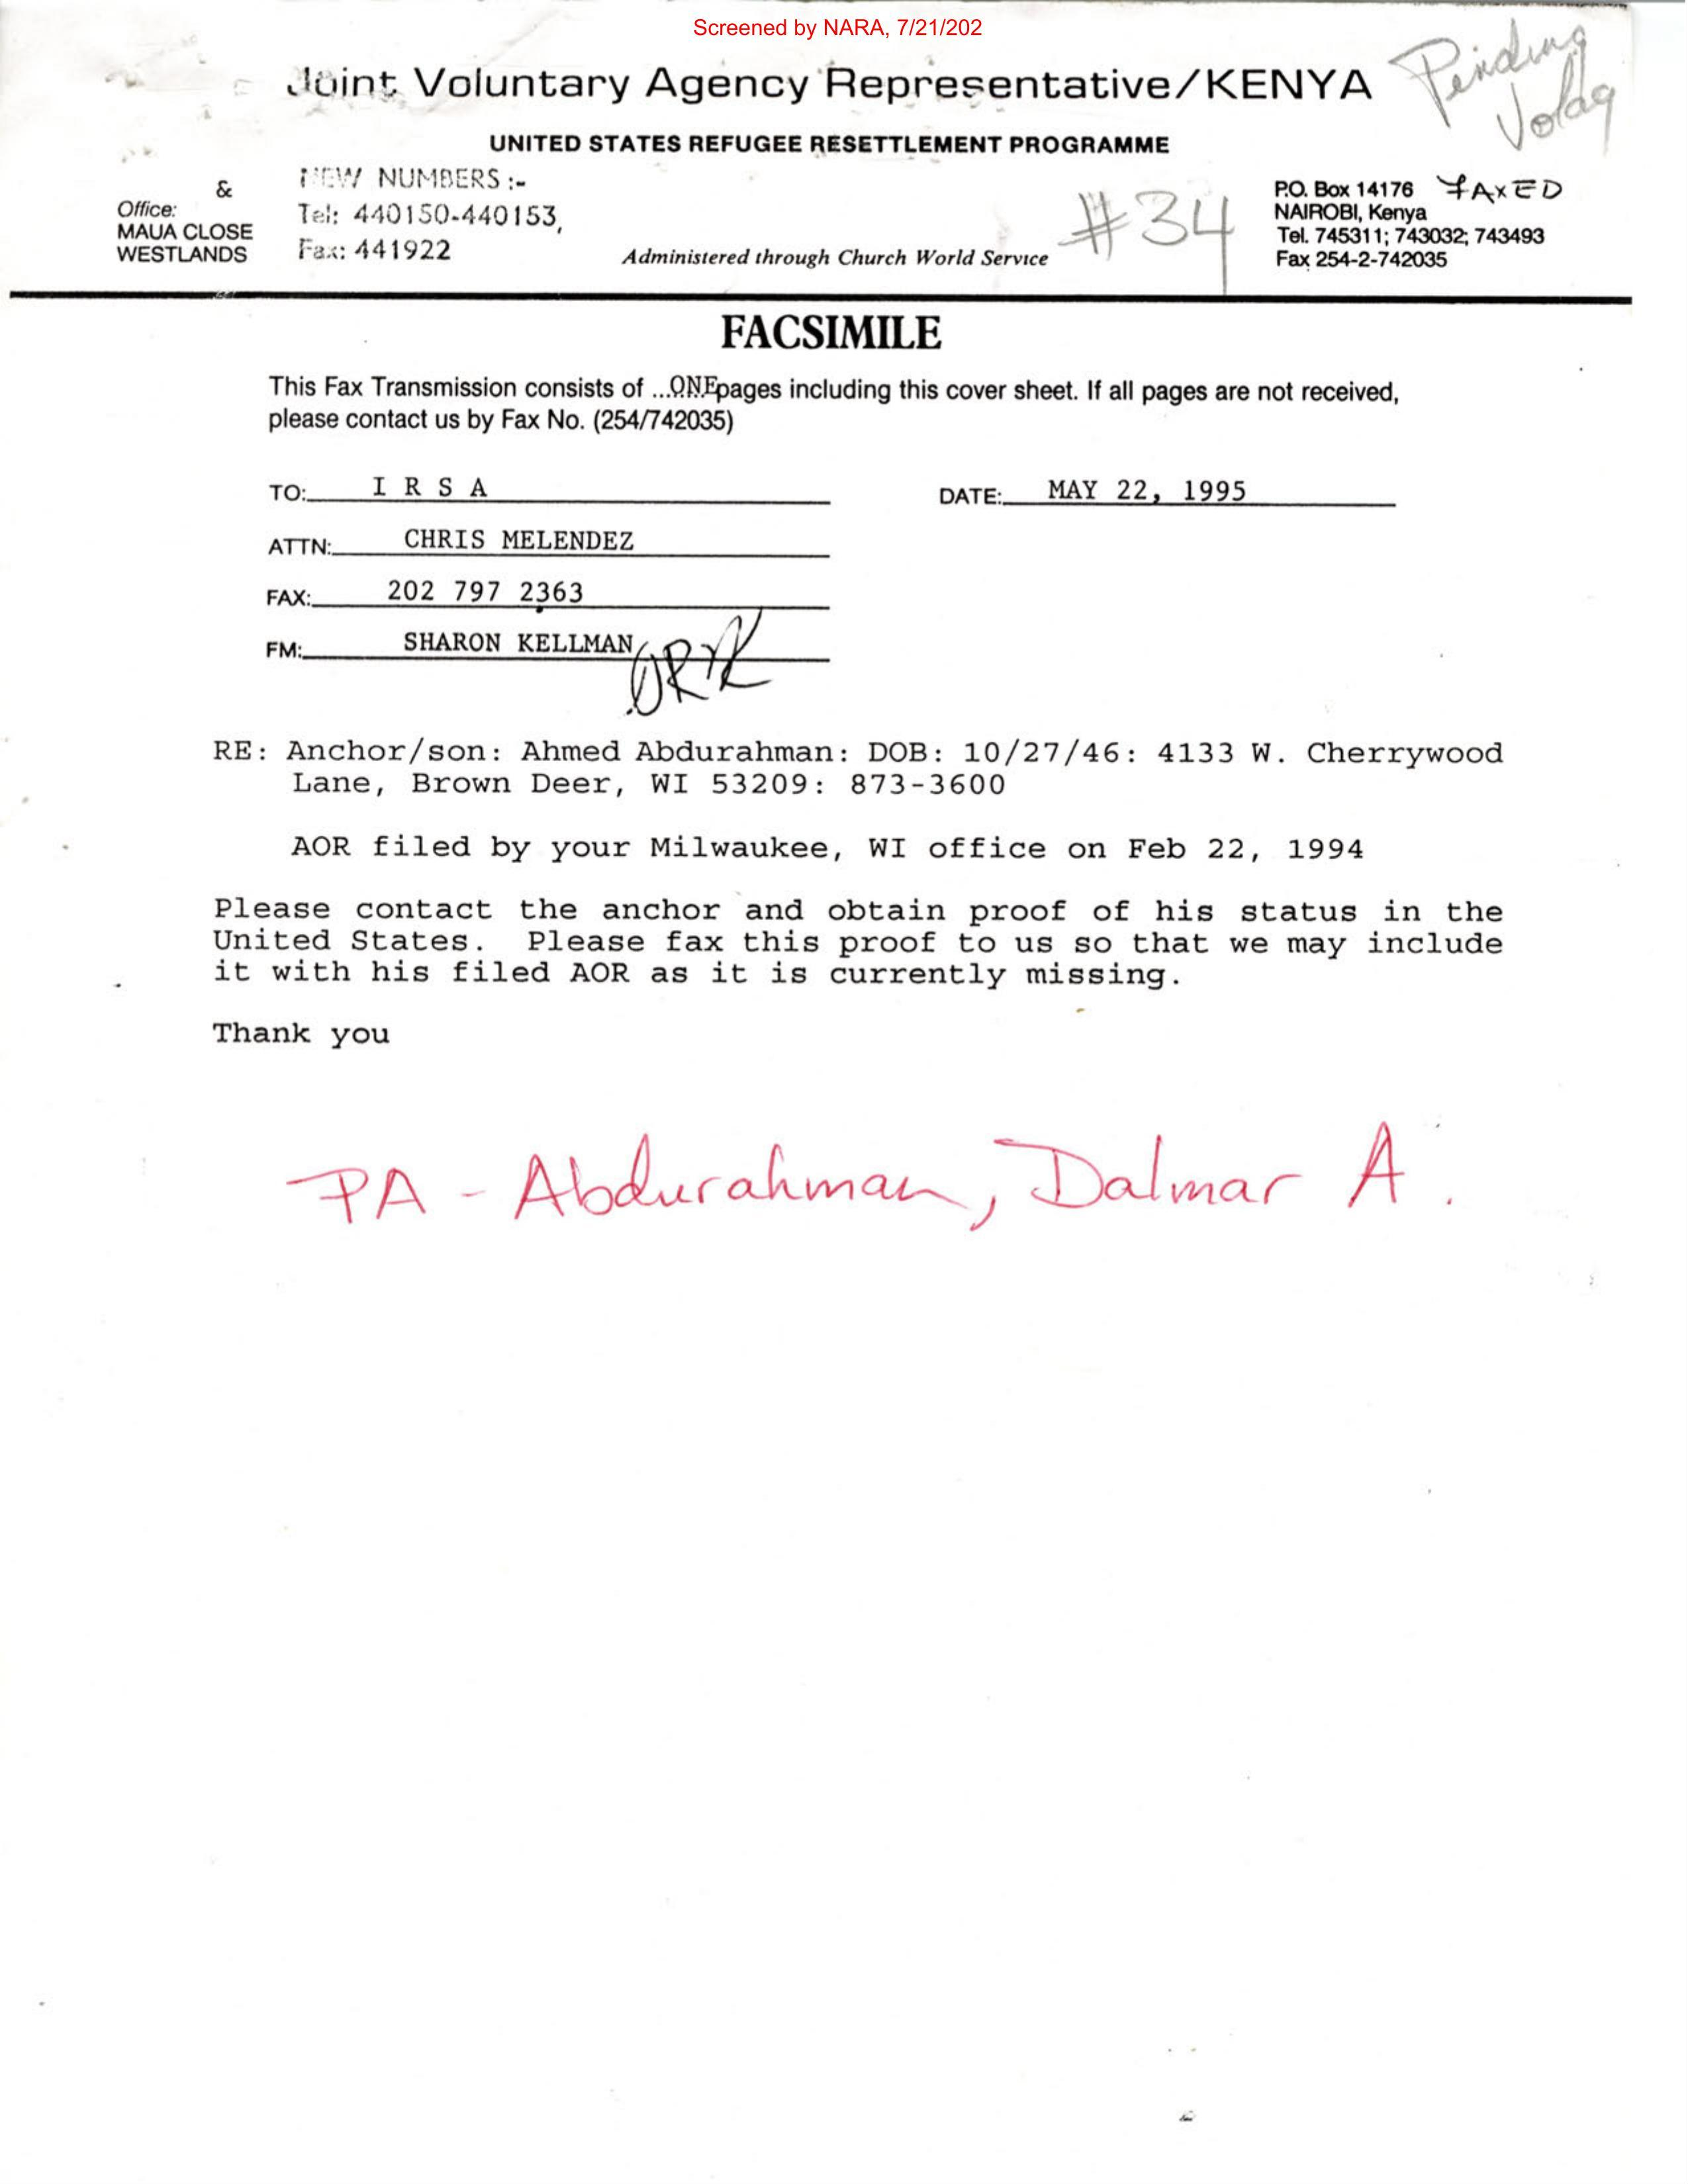 Screened by NARA, 7/21/202
Joint Voluntary Agency Representative/KENYA
Pending
Volag
UNITED STATES REFUGEE RESETTLEMENT PROGRAMME
&
Office:
MAUA CLOSE
WESTLANDS
NEW NUMBERS :-
Tel: 440150-440153,
Fax: 441922
Administered through Church World Service
#34
P.O. Box 14176 FAXED
NAIROBI, Kenya
Tel. 745311; 743032; 743493
Fax 254-2-742035
FACSIMILE
This Fax Transmission consists of ...ONE pages including this cover sheet. If all pages are not received,
please contact us by Fax No. (254/742035)
TO: I R S A
DATE: MAY 22, 1995
ATTN: CHRIS MELENDEZ
FAX: 202 797 2363
FM: SHARON KELLMAN
RE: Anchor/son: Ahmed Abdurahman: DOB: 10/27/46: 4133 W. Cherrywood
Lane, Brown Deer, WI 53209: 873-3600
AOR filed by your Milwaukee, WI office on Feb 22, 1994
Please contact the anchor and obtain proof of his status in the
United States. Please fax this proof to us so that we may include
it with his filed AOR as it is currently missing.
Thank you
PA - Abdurahman, Dalmar A.